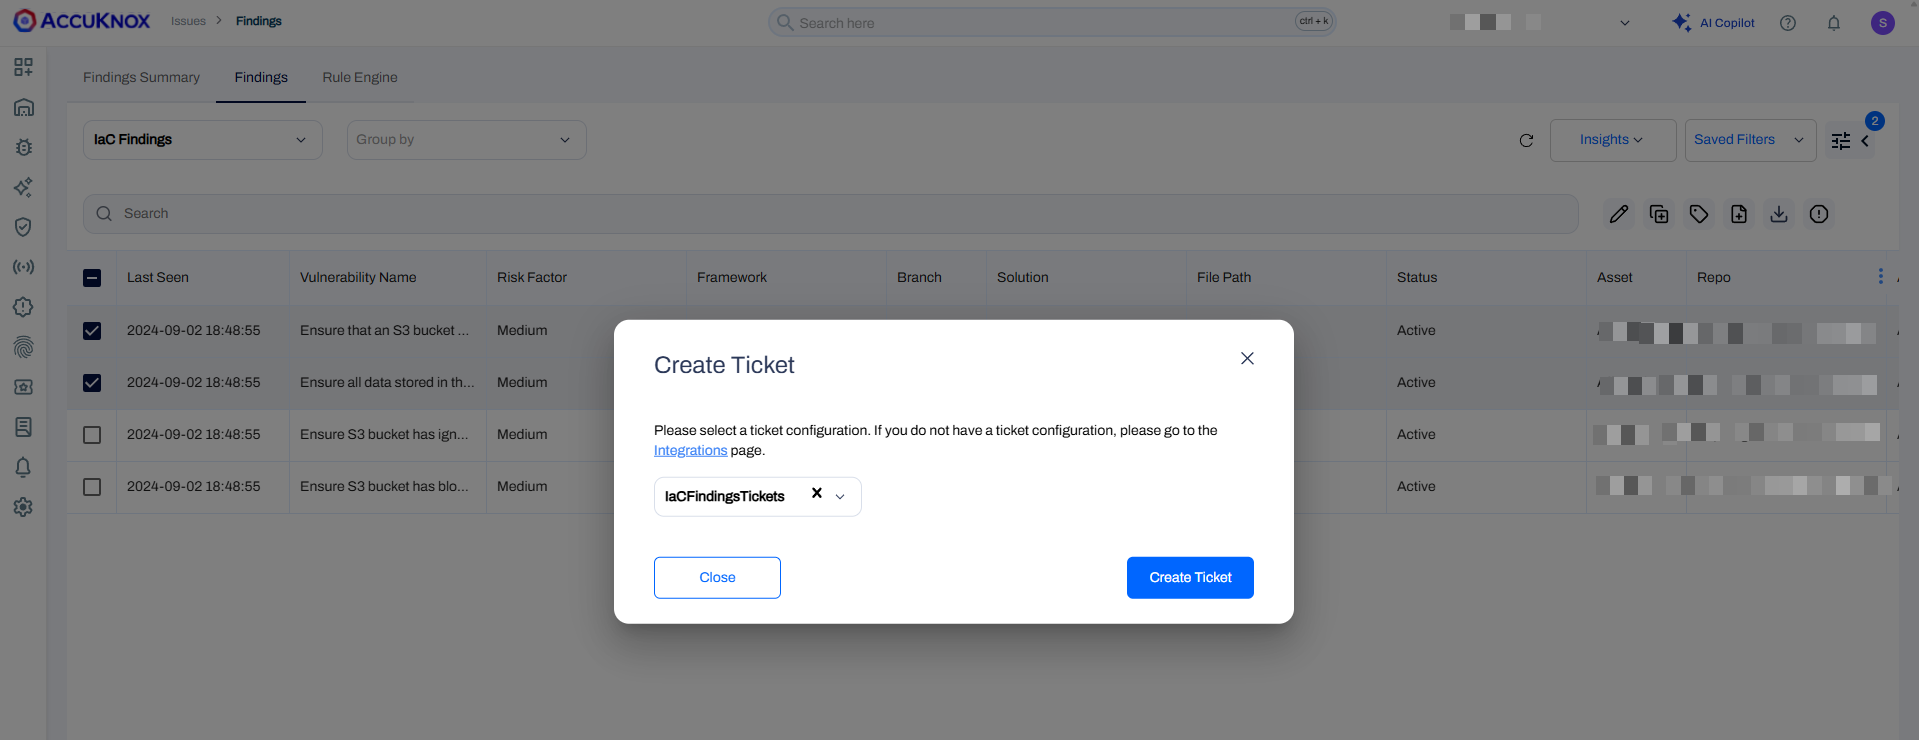 ACCUKNOX
Issues > Findings
Search here
ctrl + k
AI Copilot
S
Findings Summary
Findings
Rule Engine
IaC Findings
Group by
Insights
Saved Filters
2
Search
Last Seen
Vulnerability Name
Risk Factor
Framework
Branch
Solution
File Path
Status
Asset
Repo
2024-09-02 18:48:55
Ensure that an S3 bucket ...
Medium
Active
2024-09-02 18:48:55
Ensure all data stored in th...
Medium
Active
2024-09-02 18:48:55
Ensure S3 bucket has ign...
Medium
Active
2024-09-02 18:48:55
Ensure S3 bucket has blo...
Medium
Active
Create Ticket
Please select a ticket configuration. If you do not have a ticket configuration, please go to the
Integrations page.
IaCFindingsTickets
Close
Create Ticket